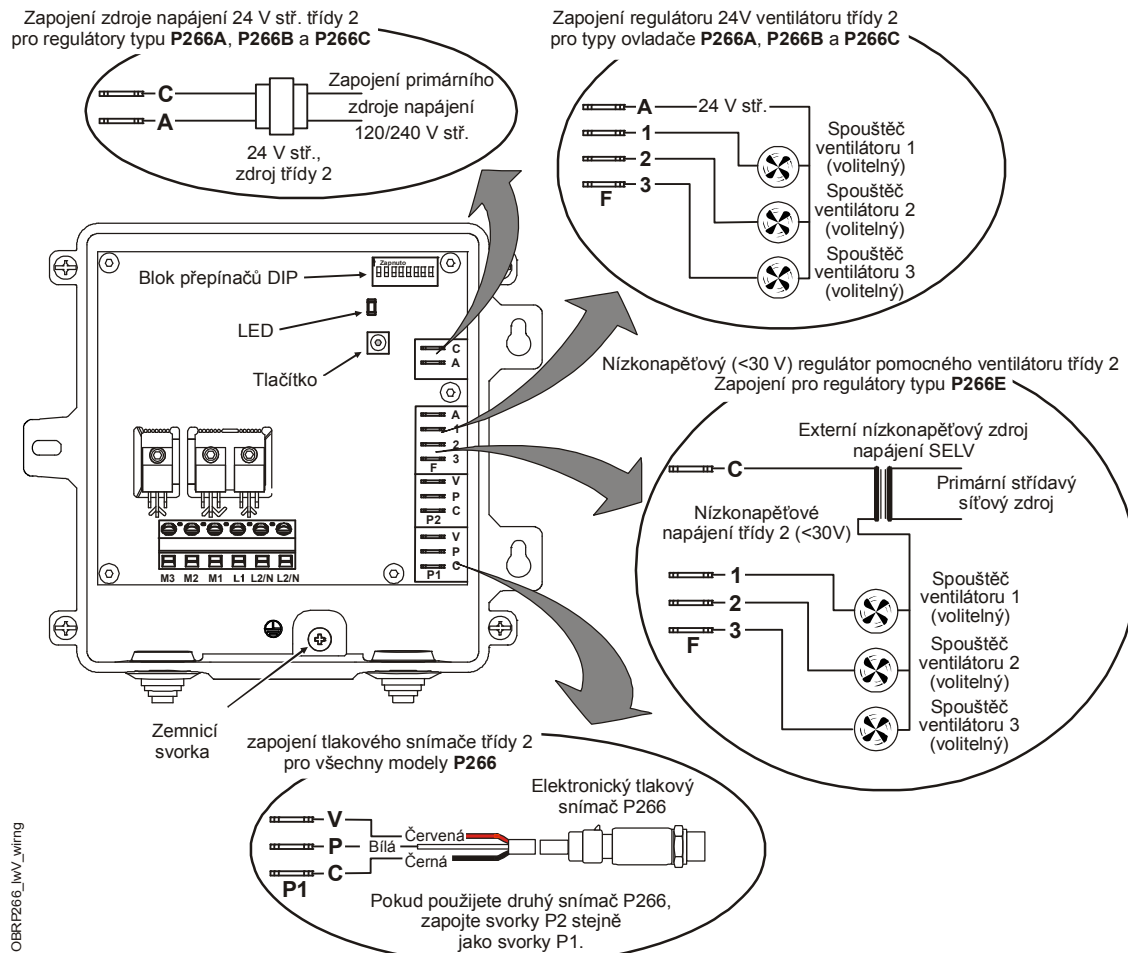 Zapojení zdroje napájení 24 V stř. třídy 2
pro regulátory typu P266A, P266B a P266C
C
A
Zapojení primárního
zdroje napájení
120/240 V stř.
24 V stř.,
zdroj třídy 2
Zapojení regulátoru 24V ventilátoru třídy 2
pro typy ovladače P266A, P266B a P266C
A
24 V stř.
1
2
3
F
Spouštěč
ventilátoru 1
(volitelný)
Spouštěč
ventilátoru 2
(volitelný)
Spouštěč
ventilátoru 3
(volitelný)
Blok přepínačů DIP
Zapnuto
LED
Tlačítko
C
A
A
1
2
3
F
V
P
C
P2
V
P
C
P1
M3 M2 M1 L1 L2/N L2/N
Zemnicí
svorka
Nízkonapěťový (<30 V) regulátor pomocného ventilátoru třídy 2
Zapojení pro regulátory typu P266E
Externí nízkonapěťový zdroj
napájení SELV
C
Primární střídavý
síťový zdroj
Nízkonapěťové
napájení třídy 2 (<30V)
1
2
3
F
Spouštěč
ventilátoru 1
(volitelný)
Spouštěč
ventilátoru 2
(volitelný)
Spouštěč
ventilátoru 3
(volitelný)
zapojení tlakového snímače třídy 2
pro všechny modely P266
Elektronický tlakový
snímač P266
V
Červená
P
Bílá
C
Černá
P1
Pokud použijete druhý snímač P266,
zapojte svorky P2 stejně
jako svorky P1.
OBRP266_lwV_wirng